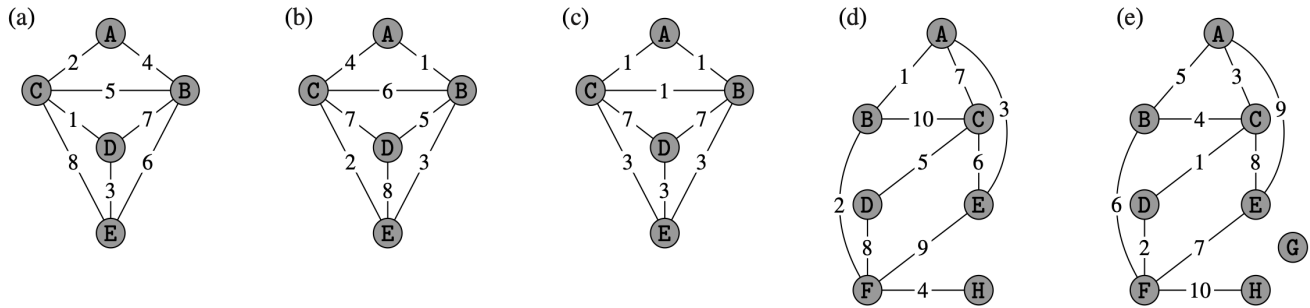 (a) (b) (c) (d) (e)
A A A A A
2 4 4 1 1 1 1 7 3 5 3 9
C 5 B C 6 B C 1 B B 10 C B 4 C
1 7 7 5 7 7 5 6 1 8
D D D
8 6 2 3 3 3 2 D E 6 D E
3 8 3 8 9 2 7 G
E E E F 4 H F 10 H